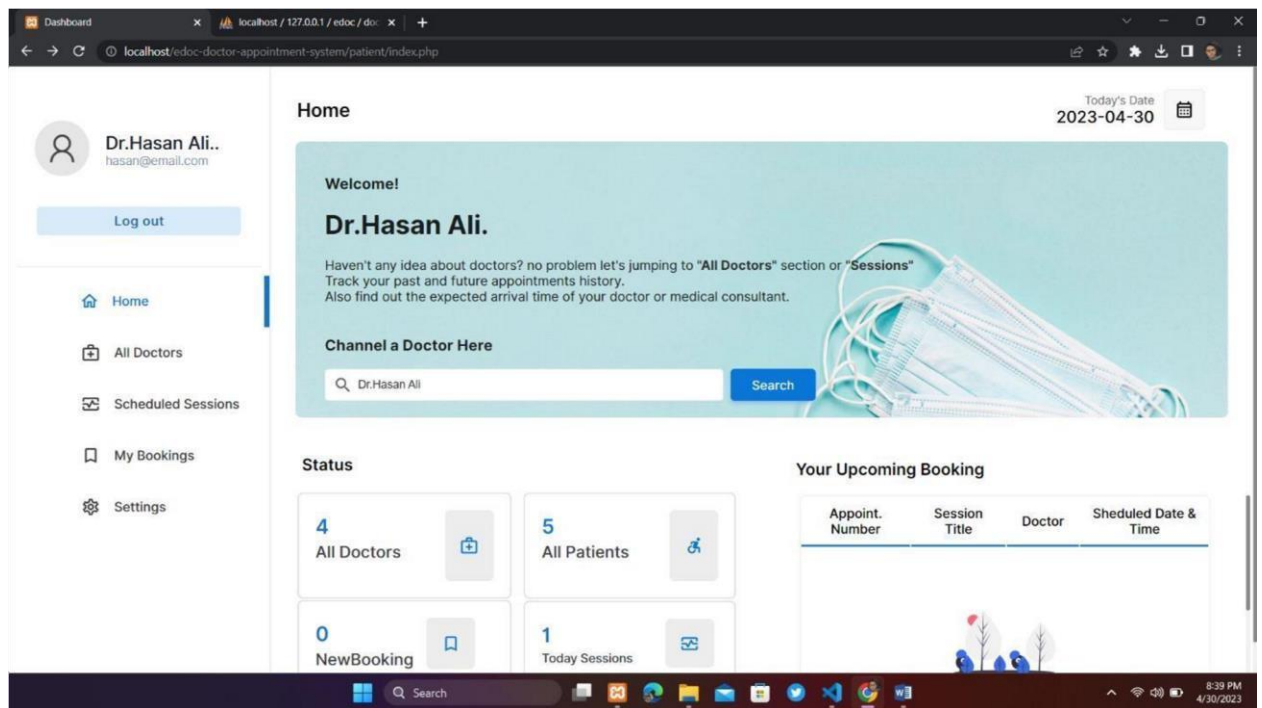 Dashboard
localhost / 127.0.0.1 / edoc / doc
localhost/edoc-doctor-appointment-system/patient/index.php
Dr.Hasan Ali..
hasan@email.com
Log out
Home
All Doctors
Scheduled Sessions
My Bookings
Settings
Home
Today's Date
2023-04-30
Welcome!
Dr.Hasan Ali.
Haven't any idea about doctors? no problem let's jumping to "All Doctors" section or "Sessions"
Track your past and future appointments history.
Also find out the expected arrival time of your doctor or medical consultant.
Channel a Doctor Here
Dr.Hasan Ali
Search
Status
4
All Doctors
5
All Patients
0
NewBooking
1
Today Sessions
Your Upcoming Booking
Appoint. Number
Session Title
Doctor
Sheduled Date & Time
Search
8:39 PM
4/30/2023